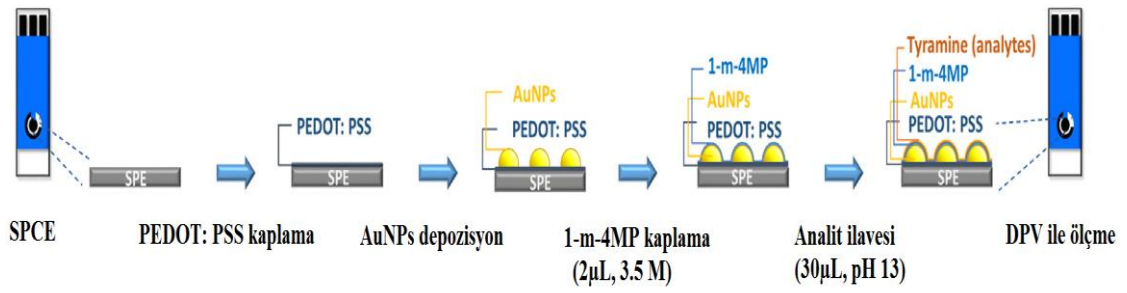 SPE
PEDOT: PSS
SPE
AuNPs
PEDOT: PSS
SPE
1-m-4MP
AuNPs
PEDOT: PSS
SPE
Tyramine (analytes)
1-m-4MP
AuNPs
PEDOT: PSS
SPE
SPCE
PEDOT: PSS kaplama
AuNPs depozisyon
1-m-4MP kaplama
(2µL, 3.5 M)
Analit ilavesi
(30µL, pH 13)
DPV ile ölçme